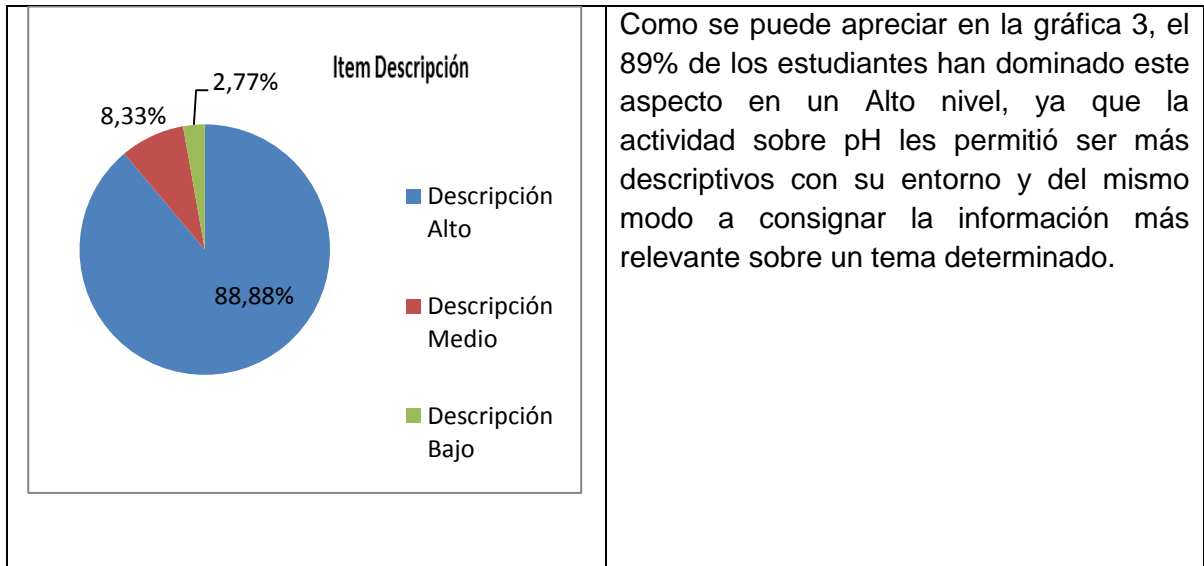 Item Descripción
2,77%
8,33%
88,88%
Descripción
Alto
Descripción
Medio
Descripción
Bajo
Como se puede apreciar en la gráfica 3, el
89% de los estudiantes han dominado este
aspecto en un Alto nivel, ya que la
actividad sobre pH les permitió ser más
descriptivos con su entorno y del mismo
modo a consignar la información más
relevante sobre un tema determinado.